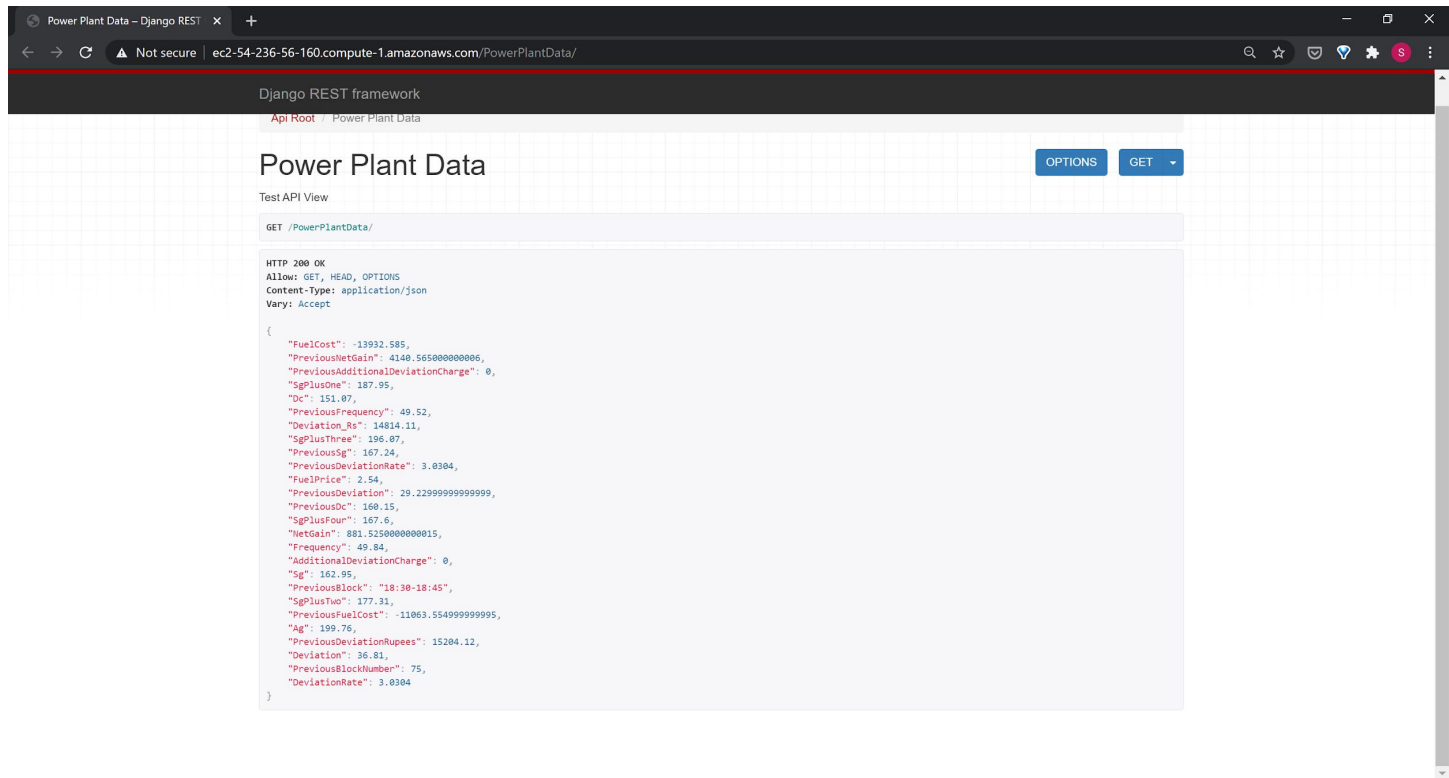 Power Plant Data – Django REST
Not secure | ec2-54-236-56-160.compute-1.amazonaws.com/PowerPlantData/
S
Django REST framework
Api Root / Power Plant Data
Power Plant Data
OPTIONS GET
Test API View
GET /PowerPlantData/
HTTP 200 OK
Allow: GET, HEAD, OPTIONS
Content-Type: application/json
Vary: Accept
{
"FuelCost": -13932.585,
"PreviousNetGain": 4140.565000000006,
"PreviousAdditionalDeviationCharge": 0,
"SgPlusOne": 187.95,
"Dc": 151.07,
"PreviousFrequency": 49.52,
"Deviation_Rs": 14814.11,
"SgPlusThree": 196.07,
"PreviousSg": 167.24,
"PreviousDeviationRate": 3.0304,
"FuelPrice": 2.54,
"PreviousDeviation": 29.22999999999999,
"PreviousDc": 160.15,
"SgPlusFour": 167.6,
"NetGain": 881.5250000000015,
"Frequency": 49.84,
"AdditionalDeviationCharge": 0,
"Sg": 162.95,
"PreviousBlock": "18:30-18:45",
"SgPlusTwo": 177.31,
"PreviousFuelCost": -11063.554999999995,
"Ag": 199.76,
"PreviousDeviationRupees": 15204.12,
"Deviation": 36.81,
"PreviousBlockNumber": 75,
"DeviationRate": 3.0304
}